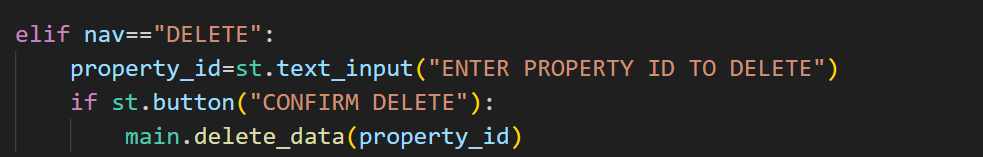 elif nav=="DELETE":
    property_id=st.text_input("ENTER PROPERTY ID TO DELETE")
    if st.button("CONFIRM DELETE"):
        main.delete_data(property_id)